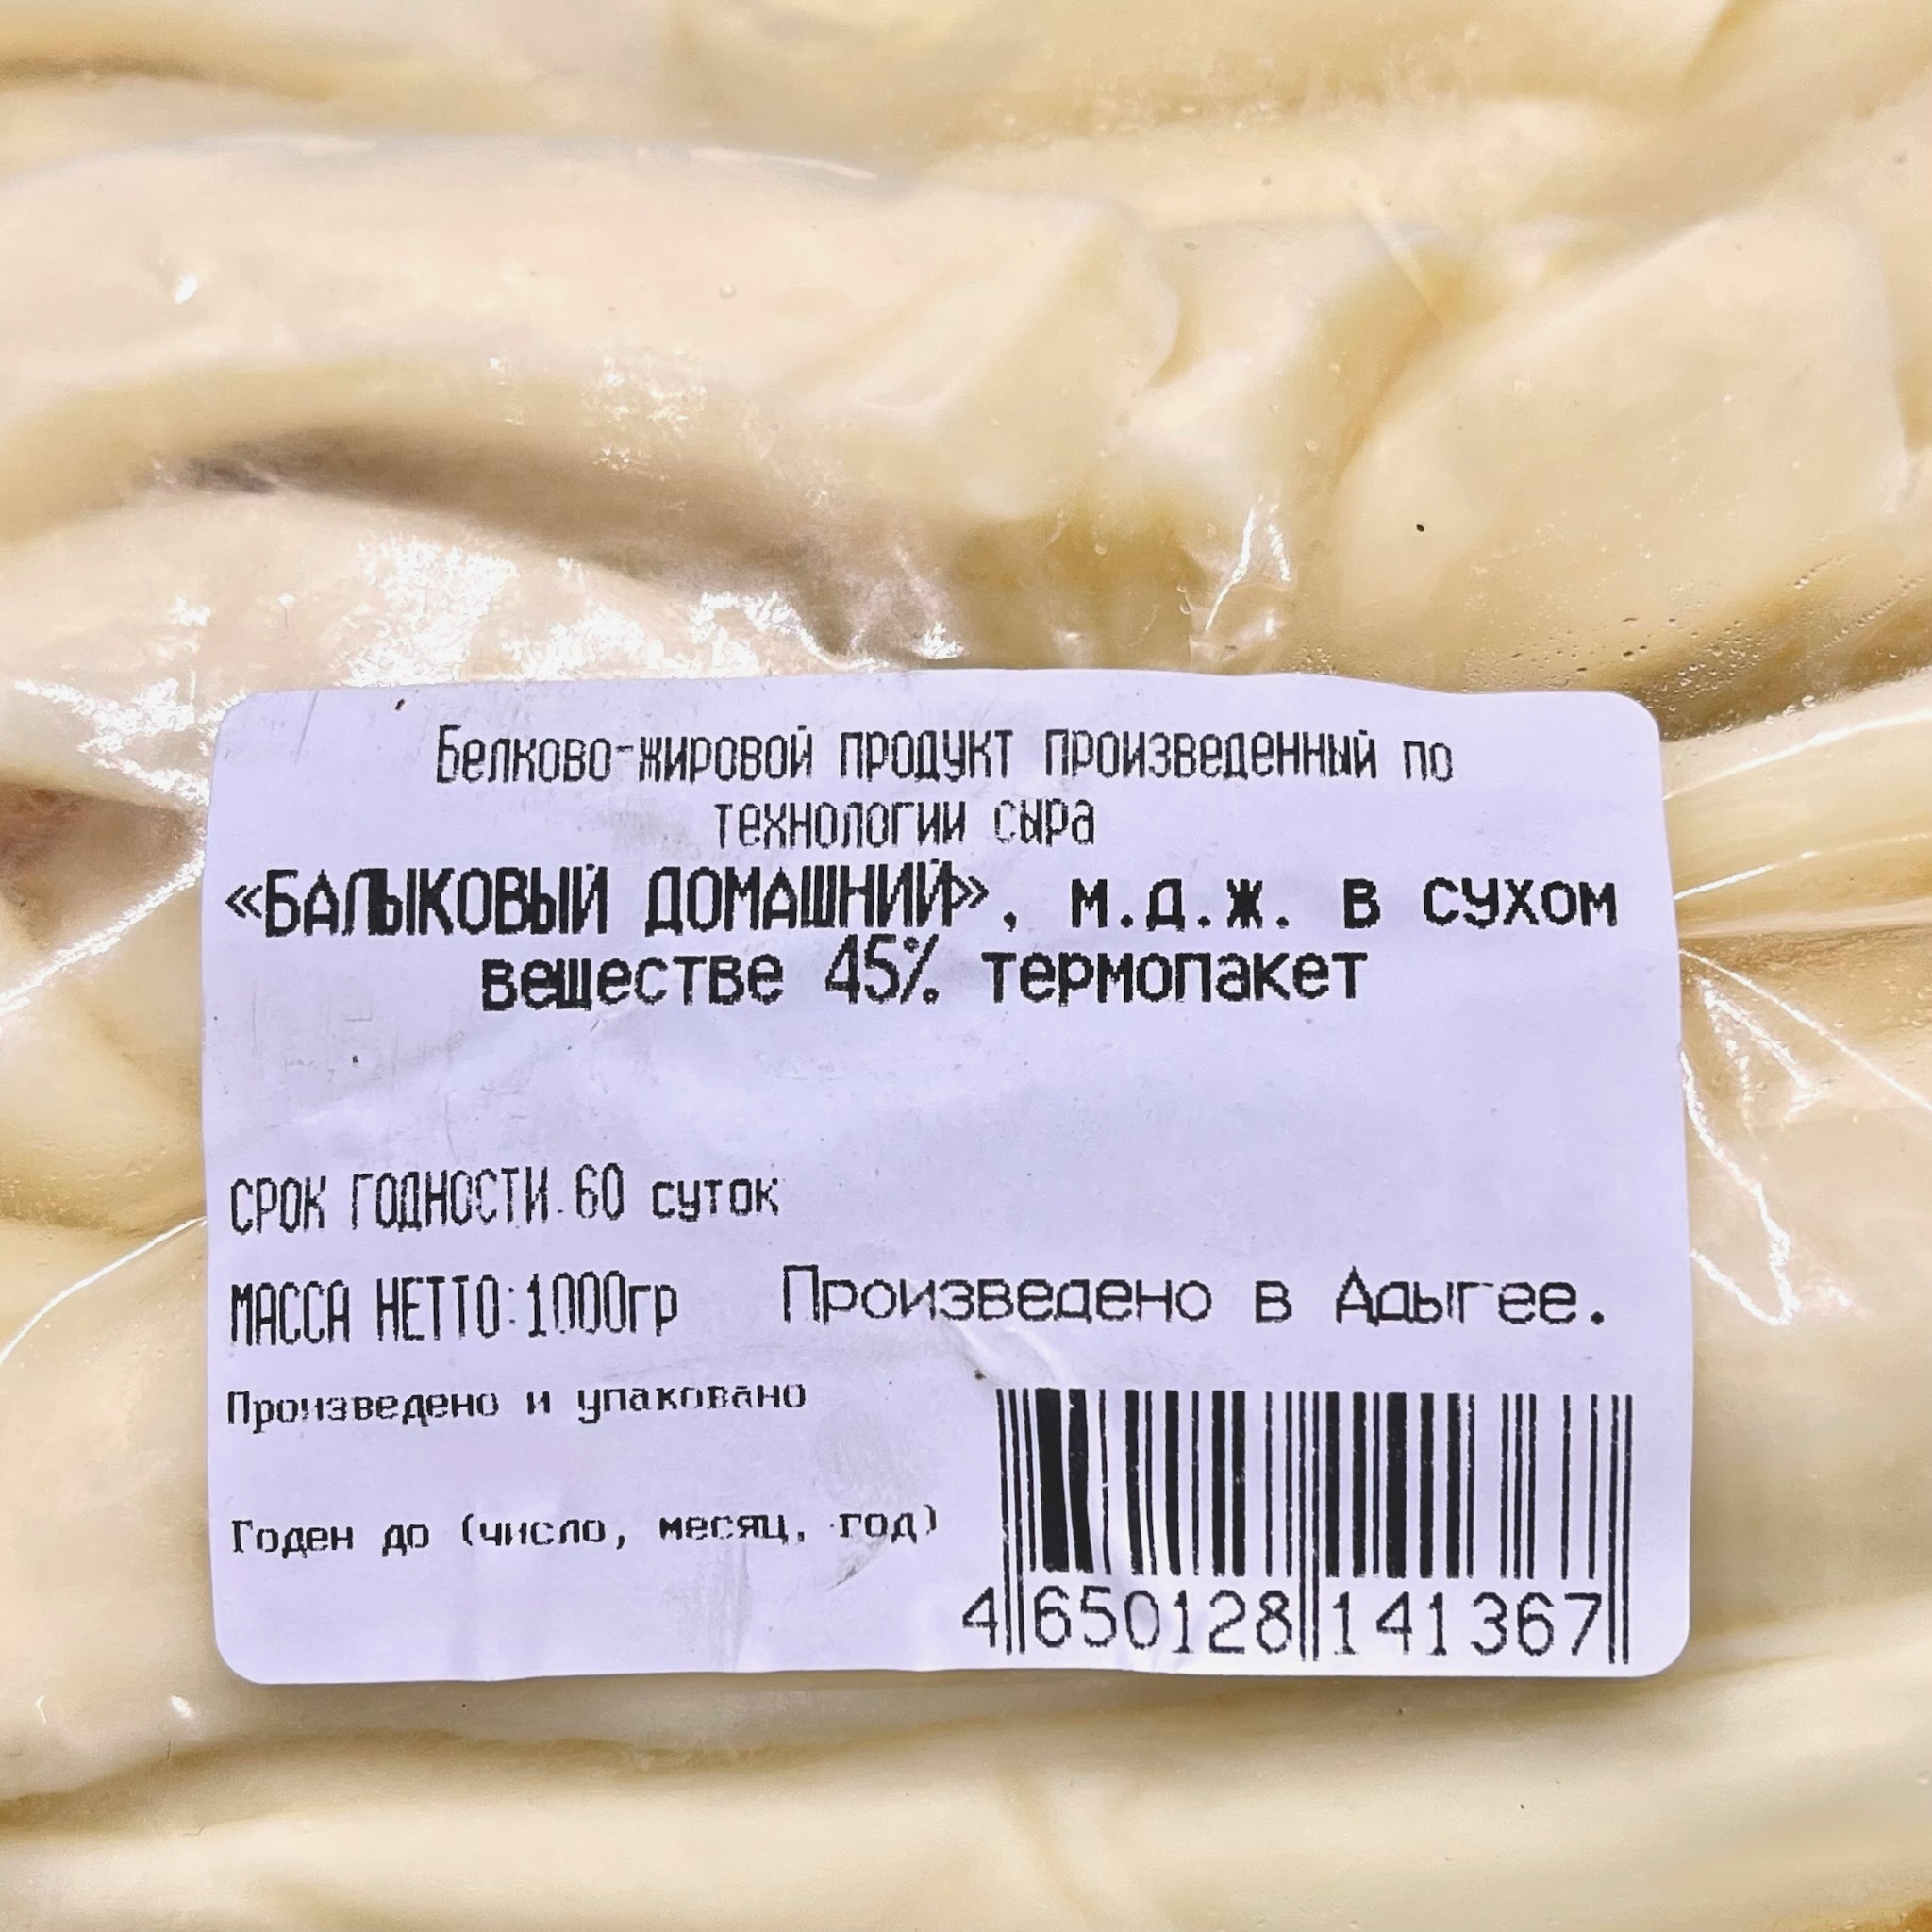 Белково-жировой продукт произведенный по
технологии сыра
«БАЛЫКОВЫЙ ДОМАШНИЙ», м.д.ж. в сухом
веществе 45% термопакет
СРОК ГОДНОСТИ 60 суток
МАССА НЕТТО:1000гр Произведено в Адыгее.
Произведено и упаковано
Годен до (число, месяц, год)
4 650128 141367